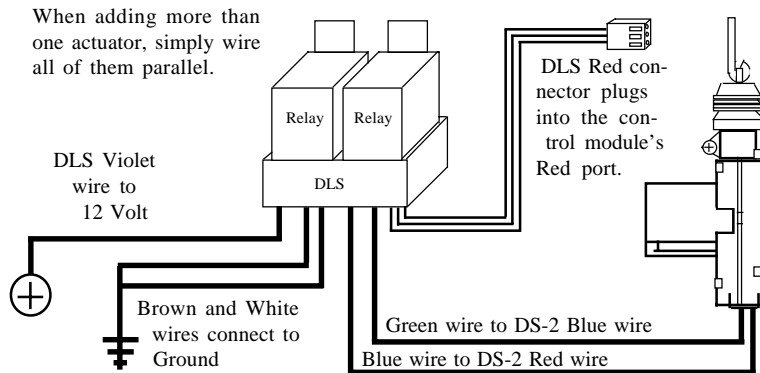 When adding more than
one actuator, simply wire
all of them parallel.
Relay
Relay
DLS
DLS Red con-
nector plugs
into the con-
trol module's
Red port.
DLS Violet
wire to
12 Volt
Brown and White
wires connect to
Ground
Green wire to DS-2 Blue wire
Blue wire to DS-2 Red wire